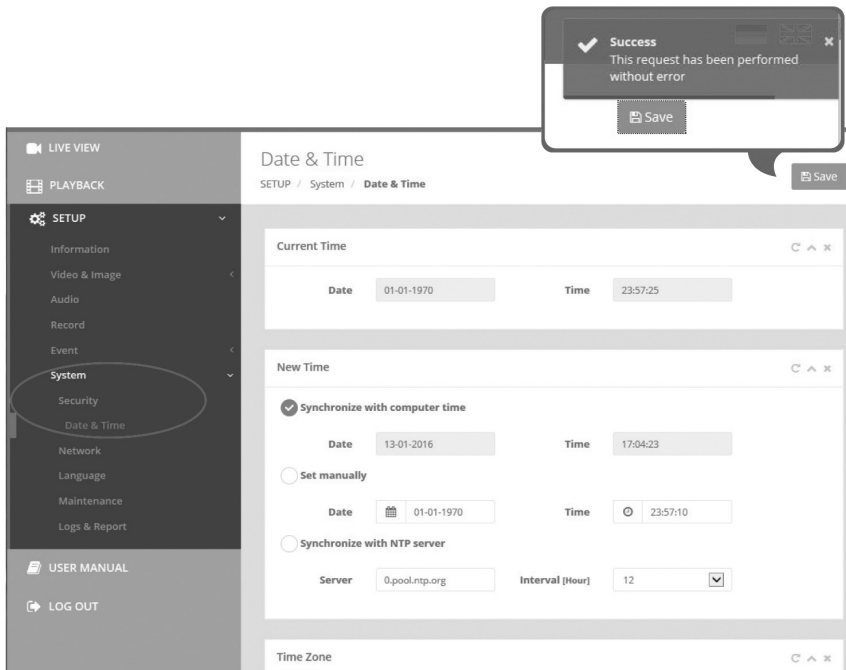 Success
This request has been performed
without error
Save
LIVE VIEW
PLAYBACK
SETUP
Information
Video & Image
Audio
Record
Event
System
Security
Date & Time
Network
Language
Maintenance
Logs & Report
USER MANUAL
LOG OUT
Date & Time
SETUP / System / Date & Time
Save
Current Time
Date 01-01-1970 Time 23:57:25
New Time
Synchronize with computer time
Date 13-01-2016 Time 17:04:23
Set manually
Date 01-01-1970 Time 23:57:10
Synchronize with NTP server
Server 0.pool.ntp.org Interval [Hour] 12
Time Zone